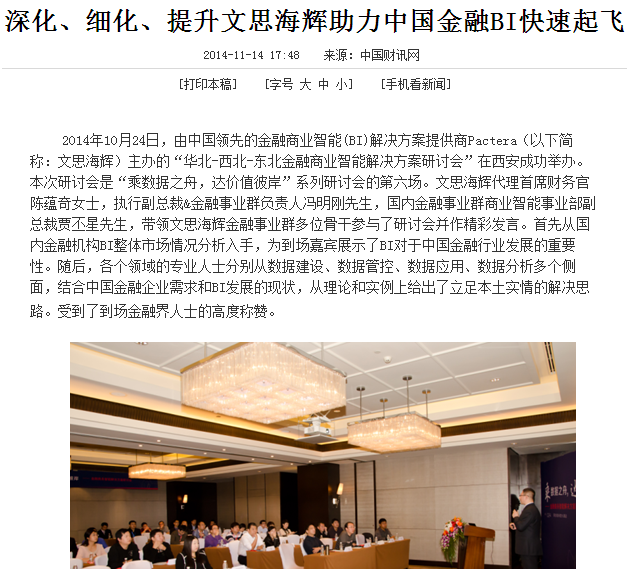 深化、细化、提升文思海辉助力中国金融BI快速起飞
2014-11-14 17:48 来源: 中国财讯网
[打印本稿] [字号 大 中 小] [手机看新闻]
2014年10月24日，由中国领先的金融商业智能(BI)解决方案提供商Pactera（以下简
称：文思海辉）主办的“华北-西北-东北金融商业智能解决方案研讨会”在西安成功举办。
本次研讨会是“乘数据之舟，达价值彼岸”系列研讨会的第六场。文思海辉代理首席财务官
陈蕴奇女士，执行副总裁&金融事业群负责人冯明刚先生，国内金融事业群商业智能事业部副
总裁贾丕星先生，带领文思海辉金融事业群多位骨干参与了研讨会并作精彩发言。首先从国
内金融机构BI整体市场情况分析入手，为到场嘉宾展示了BI对于中国金融行业发展的重要
性。随后，各个领域的专业人士分别从数据建设、数据管控、数据应用、数据分析多个侧
面，结合中国金融企业需求和BI发展的现状，从理论和实例上给出了立足本土实情的解决思
路。受到了到场金融界人士的高度称赞。
乘数据之舟，达